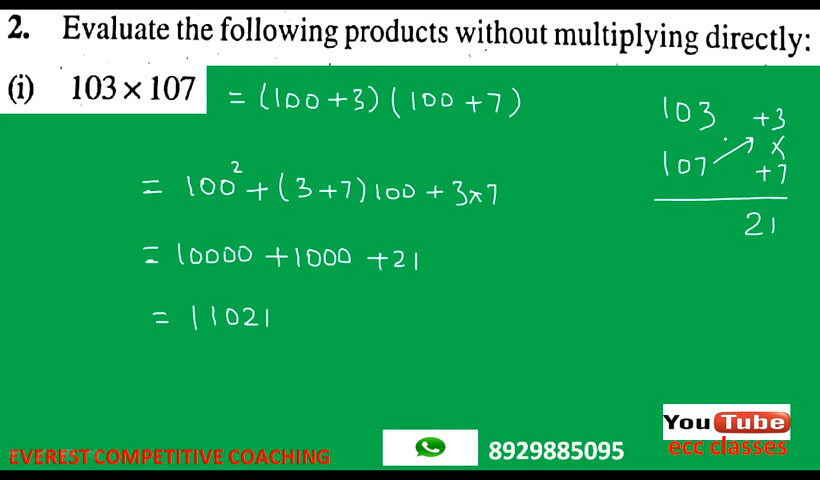 2. Evaluate the following products without multiplying directly:
(i) 103 × 107 = (100 + 3) (100 + 7)
= 100² + (3 + 7) 100 + 3 × 7
= 10000 + 1000 + 21
= 11021
103 +3
×
107 +7
21
YouTube
ecc classes
8929885095
EVEREST COMPETITIVE COACHING